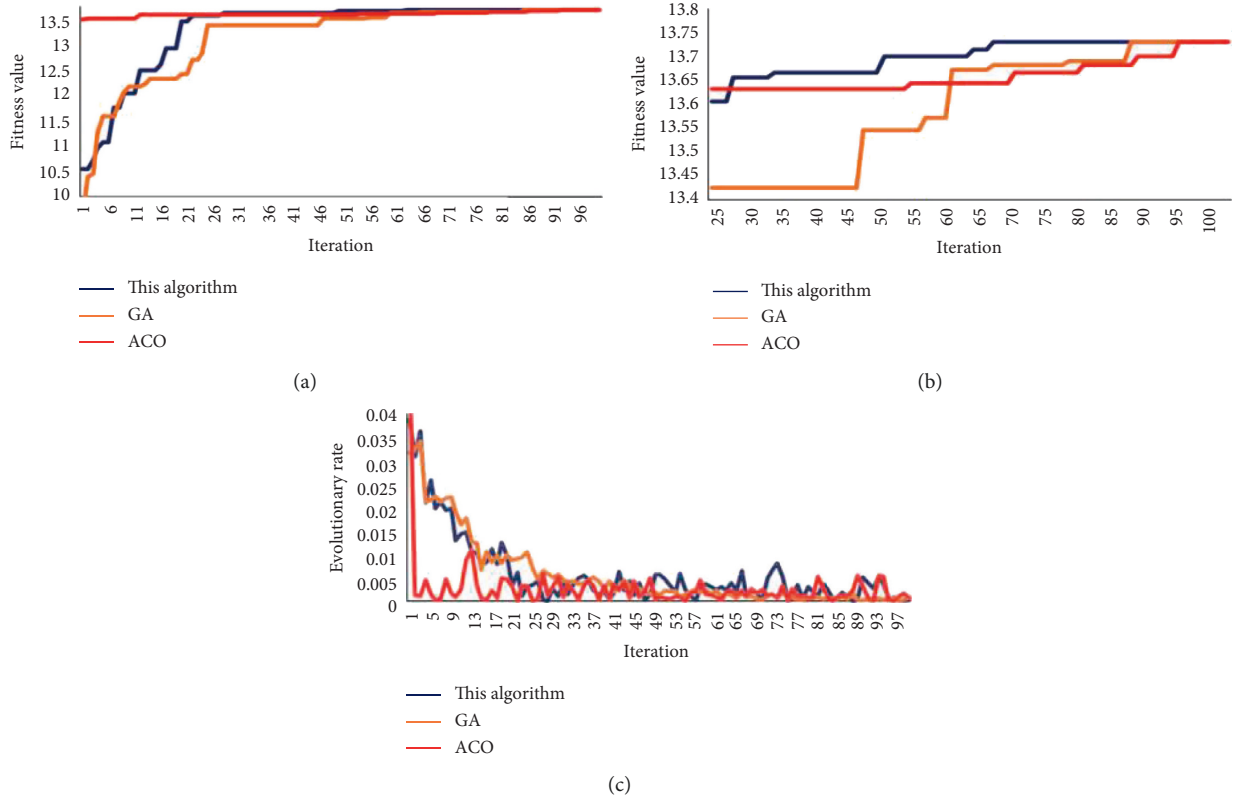 13.5
13
12.5
12
11.5
11
10.5
10
Fitness value
1 6 11 16 21 26 31 36 41 46 51 56 61 66 71 76 81 86 91 96
Iteration
This algorithm
GA
ACO
(a)
13.8
13.75
13.7
13.65
13.6
13.55
13.5
13.45
13.4
Fitness value
25 30 35 40 45 50 55 60 65 70 75 80 85 90 95 100
Iteration
This algorithm
GA
ACO
(b)
0.04
0.035
0.03
0.025
0.02
0.015
0.01
0.005
0
Evolutionary rate
1 5 9 13 17 21 25 29 33 37 41 45 49 53 57 61 65 69 73 77 81 85 89 93 97
Iteration
This algorithm
GA
ACO
(c)